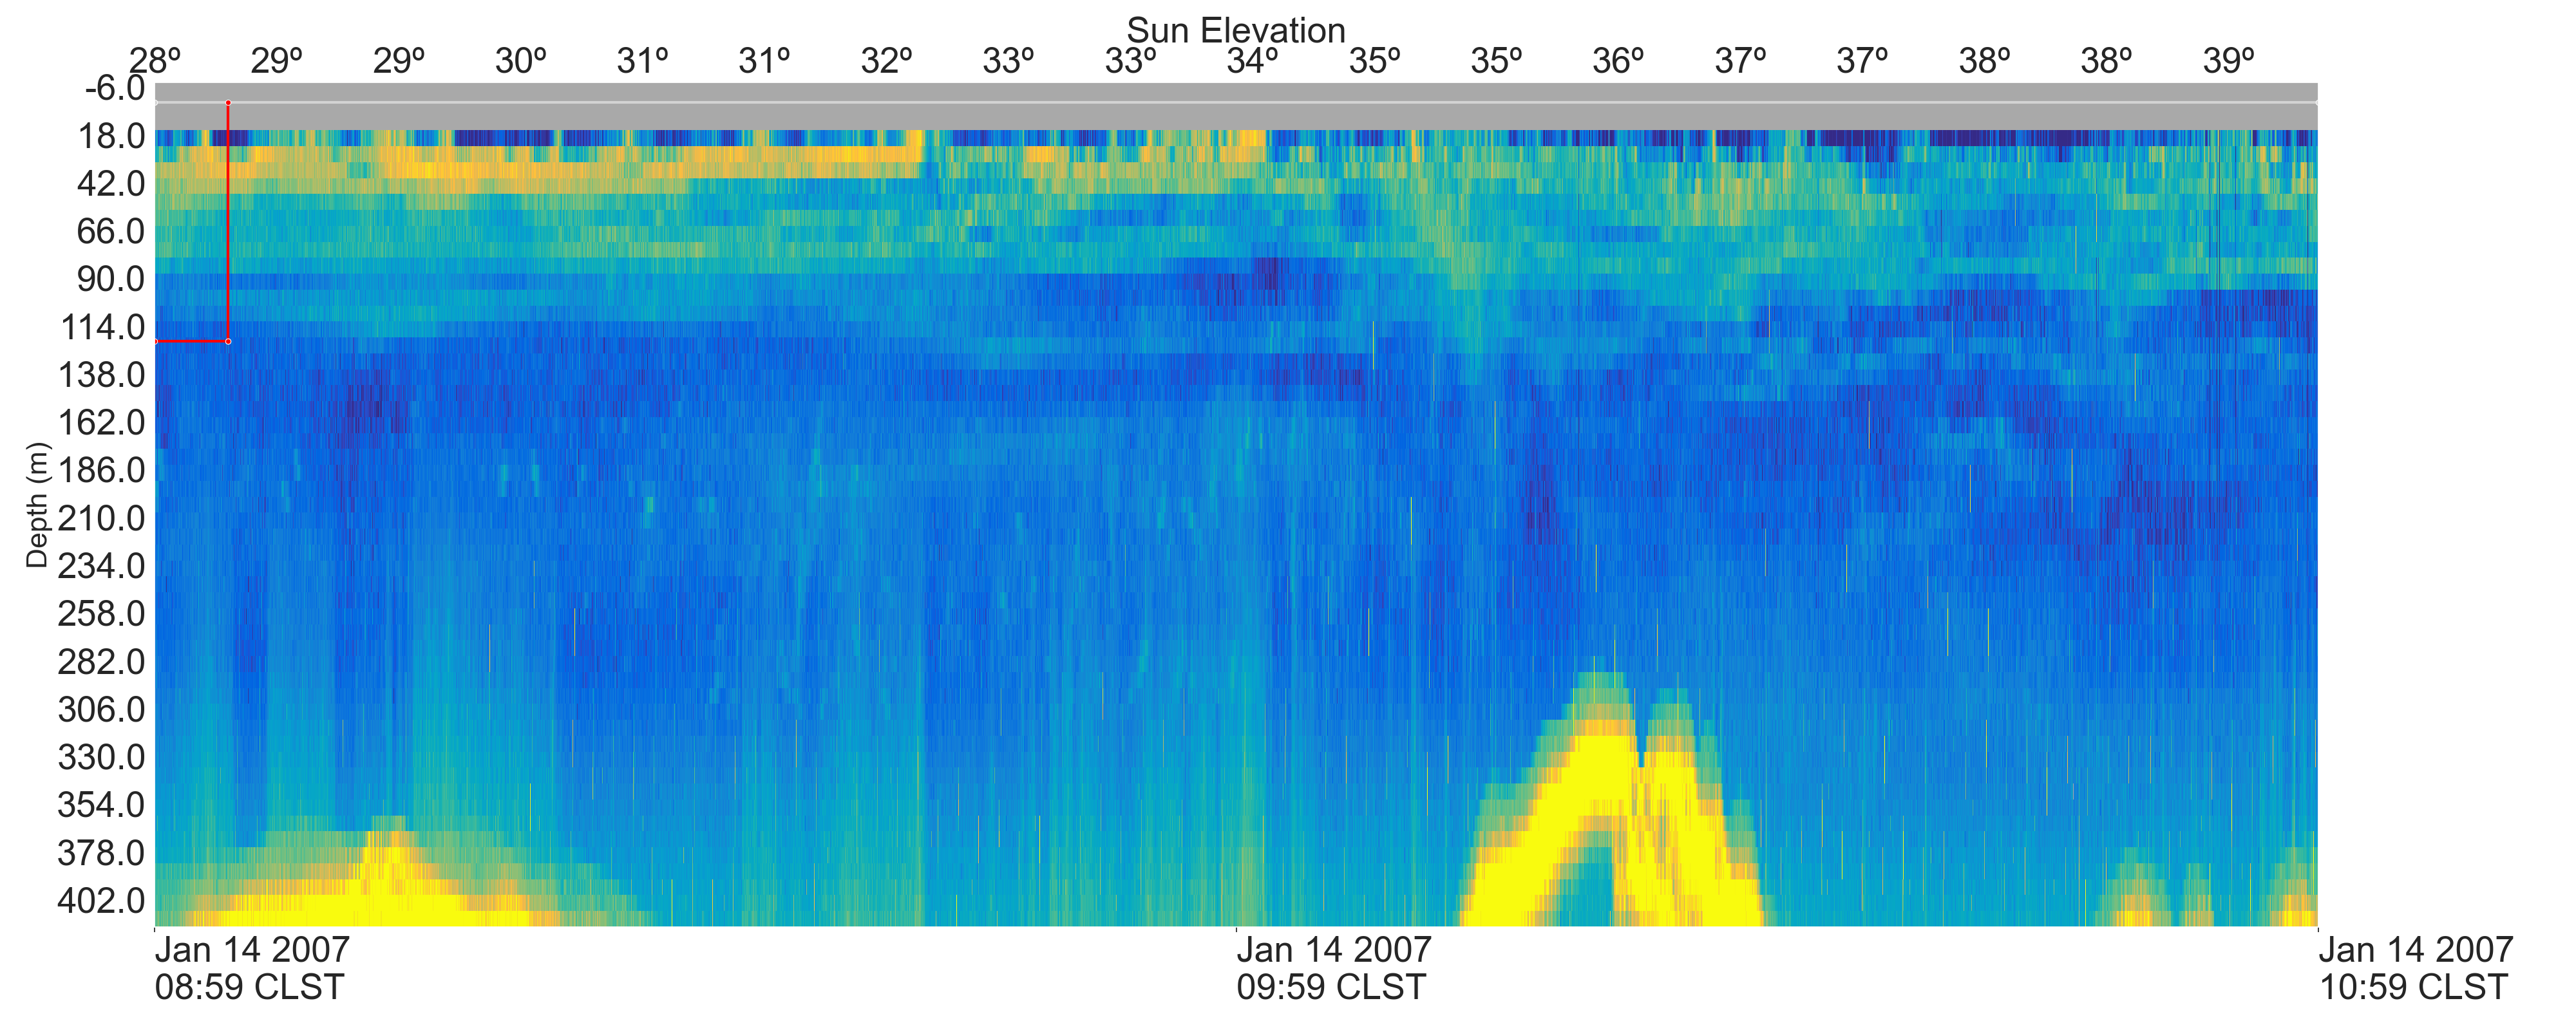 Sun Elevation
28º 29º 29º 30º 31º 31º 32º 33º 33º 34º 35º 35º 36º 37º 37º 38º 38º 39º
-6.0
18.0
42.0
66.0
90.0
114.0
138.0
162.0
186.0
210.0
234.0
258.0
282.0
306.0
330.0
354.0
378.0
402.0
Depth (m)
Jan 14 2007
08:59 CLST
Jan 14 2007
09:59 CLST
Jan 14 2007
10:59 CLST